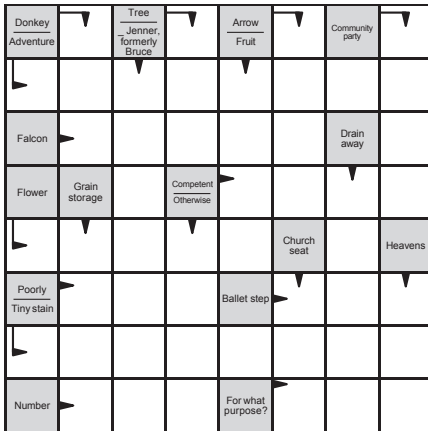 Donkey
Adventure
Tree
_ Jenner,
formerly
Bruce
Arrow
Fruit
Community
party
Falcon
Drain
away
Flower
Grain
storage
Competent
Otherwise
Church
seat
Heavens
Poorly
Tiny stain
Ballet step
Number
For what
purpose?